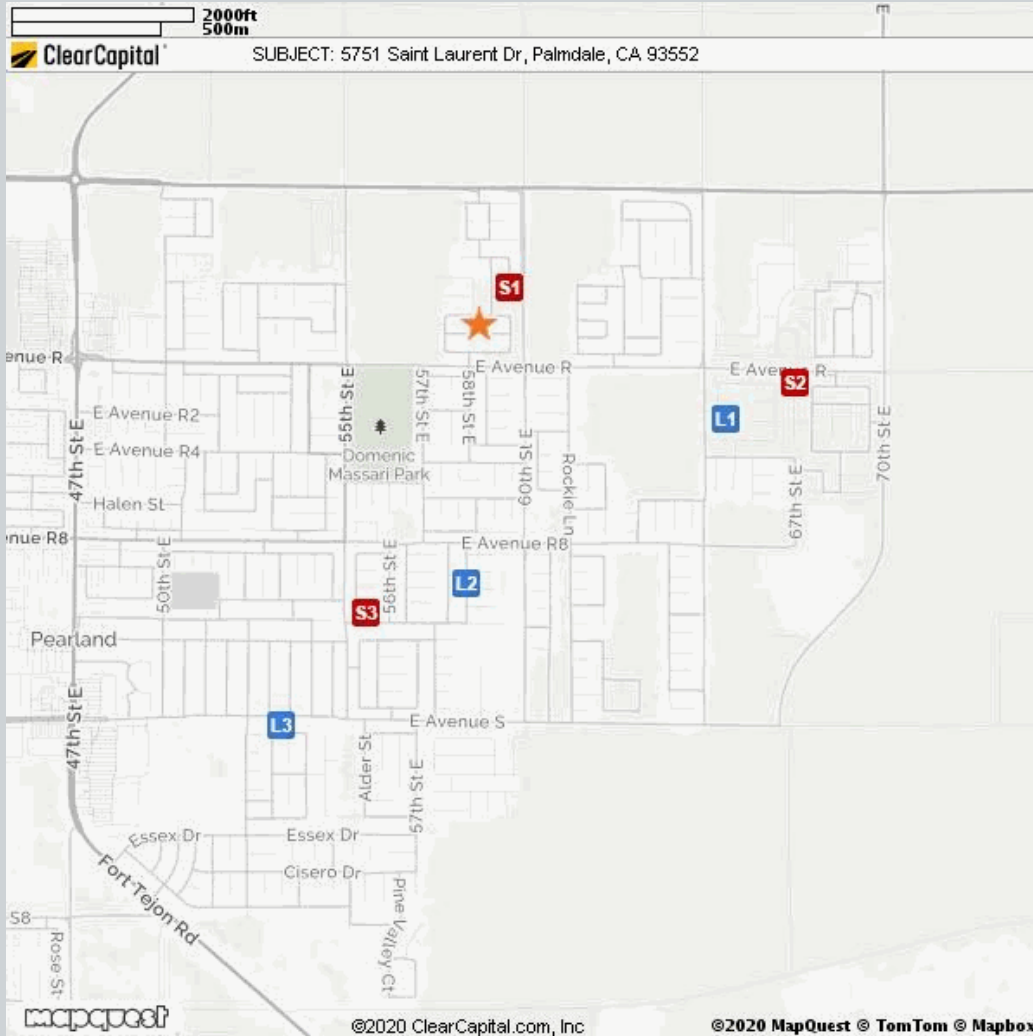 2000ft
500m
ClearCapital
SUBJECT: 5751 Saint Laurent Dr, Palmdale, CA 93552
E
S1
enue R
E Avenue R
E Avenue R
S2
55th St E
57th St E
58th St E
E Avenue R2
L1
47th St E
E Avenue R4
Domenic
Massari Park
60th St E
Rockie Ln
67th St E
70th St E
Halen St
enue R8
E Avenue R8
50th St E
56th St E
L2
S3
Pearland
47th St E
L3
E Avenue S
Alder St
57th St E
Essex Dr
Essex Dr
Cisero Dr
Fort Tejon Rd
Pine Valley Ct
S8
Rose St
mapquest
©2020 ClearCapital.com, Inc
©2020 MapQuest © TomTom © Mapbox